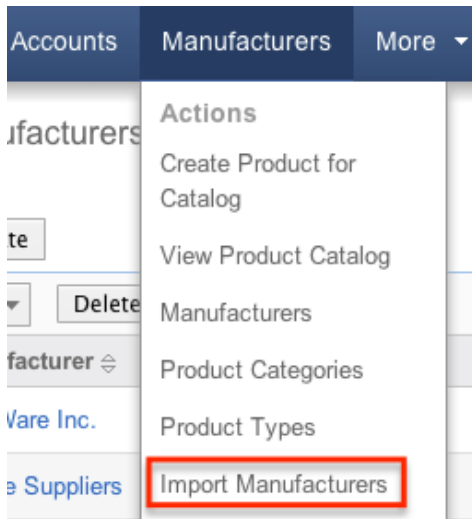 Accounts Manufacturers More
Actions
ufacturers
Create Product for
Catalog
te
View Product Catalog
Delete
Manufacturers
facturer
Product Categories
Ware Inc.
Product Types
e Suppliers
Import Manufacturers